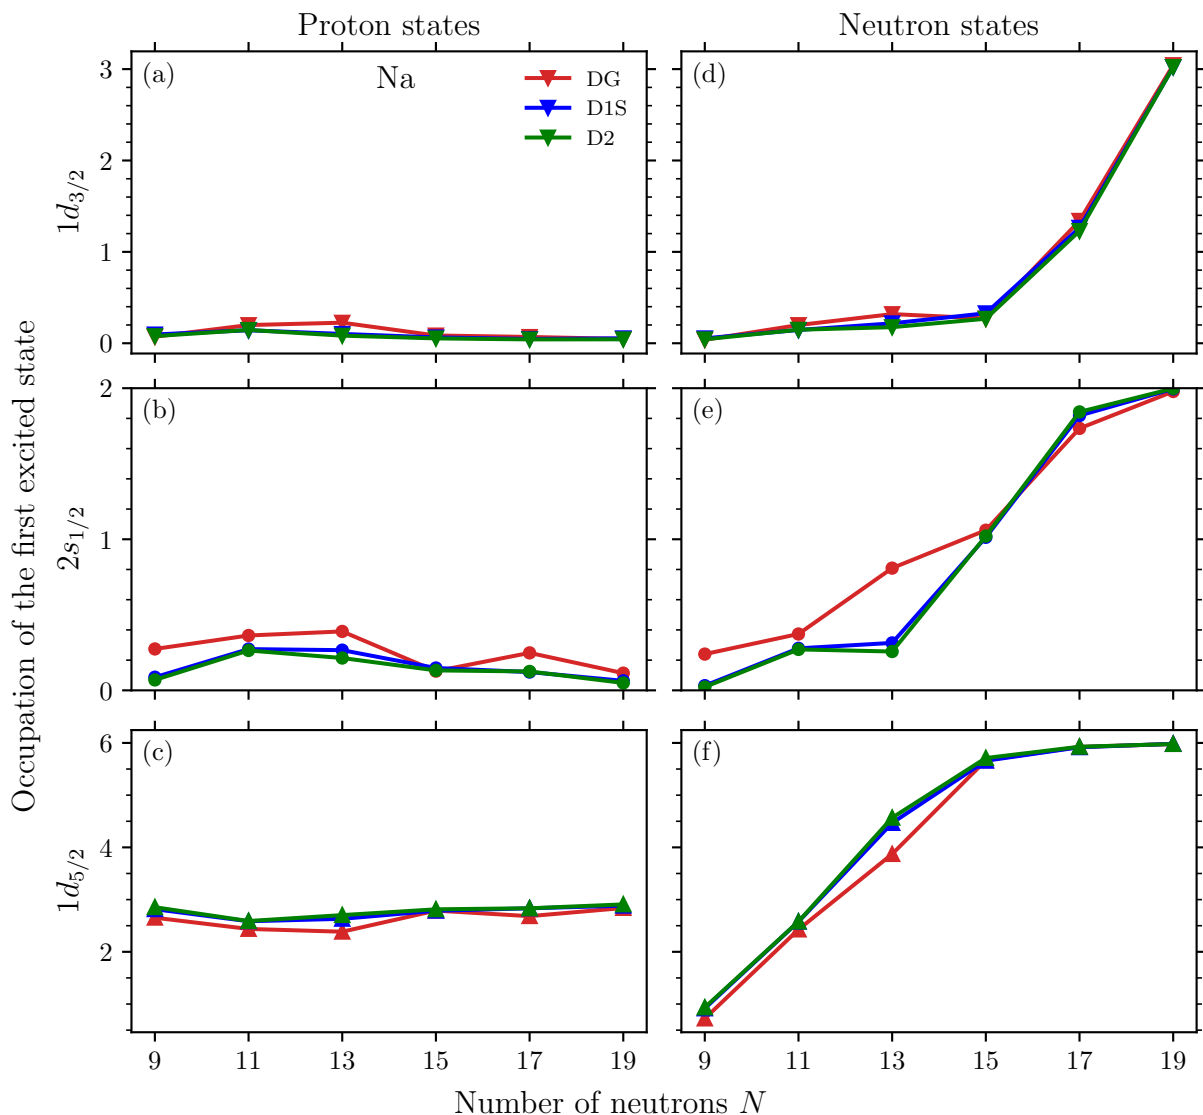 Proton states
Neutron states
(a)
Na
DG
D1S
D2
(d)
3
2
1
0
1d3/2
(b)
(e)
2
1
0
2s1/2
(c)
(f)
6
4
2
1d5/2
Occupation of the first excited state
9 11 13 15 17 19
9 11 13 15 17 19
Number of neutrons N